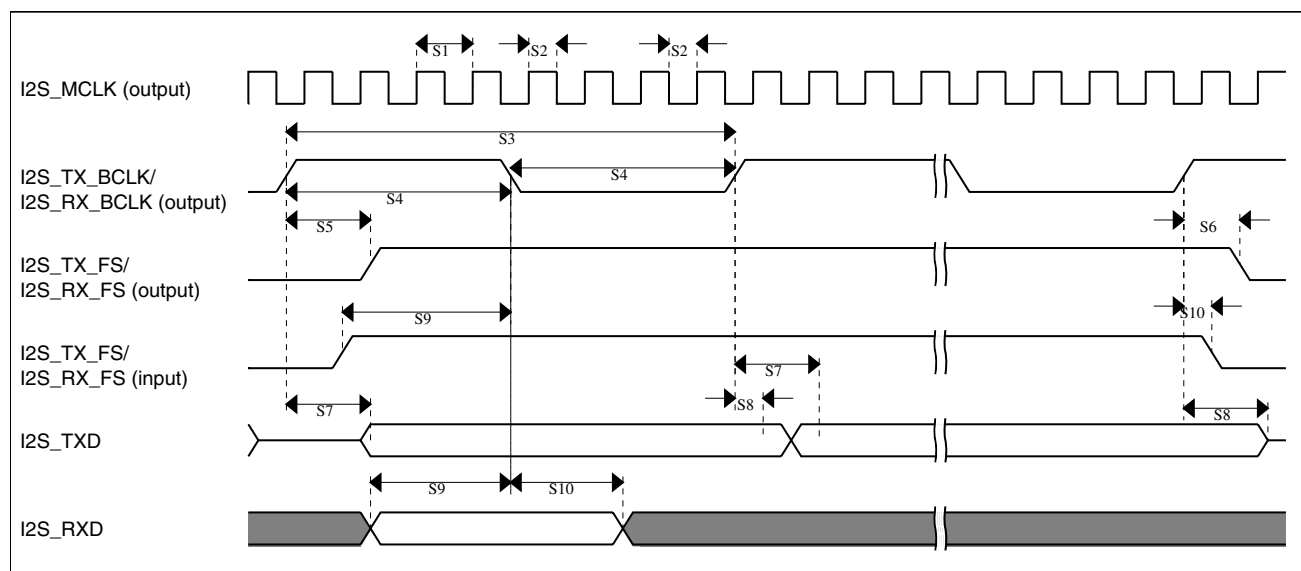 S1
S2
S2
I2S_MCLK (output)
S3
I2S_TX_BCLK/
I2S_RX_BCLK (output)
S4
S4
S5
S6
I2S_TX_FS/
I2S_RX_FS (output)
S9
S10
I2S_TX_FS/
I2S_RX_FS (input)
S7
S7
S8
S8
I2S_TXD
S9
S10
I2S_RXD